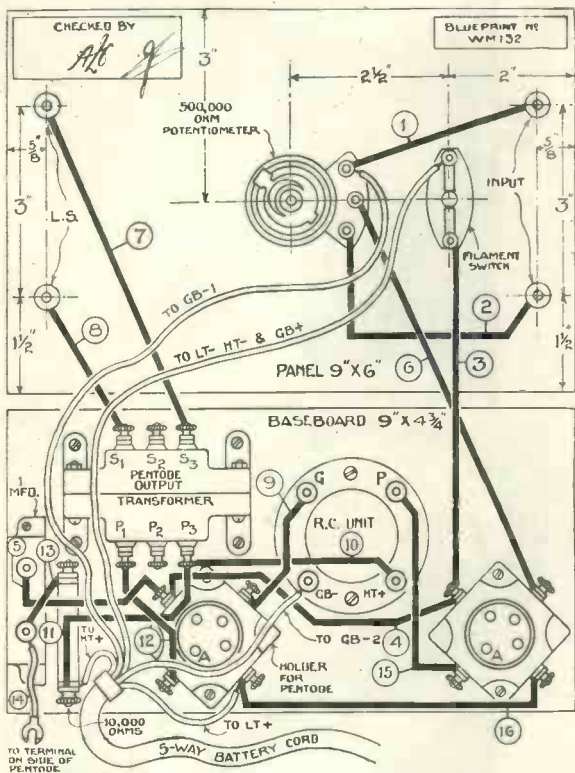 CHECKED BY
BLUEPRINT Nº
WM132
3"
2½"
2"
500,000
OHM
POTENTIOMETER
1
5/8
5/8
INPUT
3"
L.S.
3"
7
FILAMENT
SWITCH
TO GB-1
2
8
TO LT- HT- & GB+
3
1½"
1½"
PANEL 9"X6"
6
BASEBOARD 9"X4¾"
S1 S2 S3
9
1
MFD.
PENTODE
OUTPUT
TRANSFORMER
G P
R.C. UNIT
P1 P2 P3
5
13
10
GB- HT+
11
TO
HT+
12
A
TO GB-2
4
A
HOLDER
FOR
PENTODE
15
14
10,000
OHMS
TO LT+
16
5-WAY BATTERY CORD
TO TERMINAL
ON SIDE OF
PENTODE